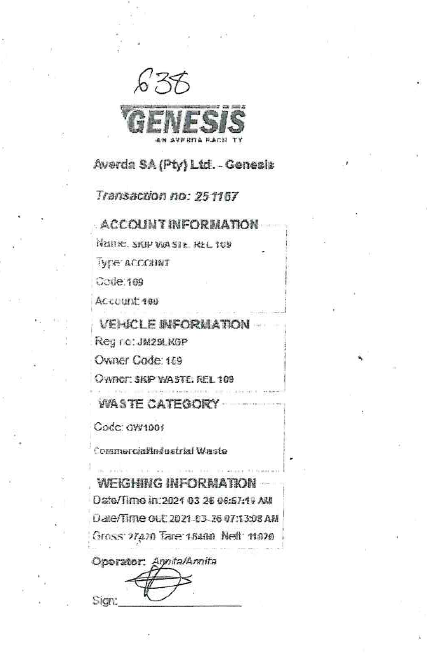 638
GENESIS
AN AVERDA FACILITY
Averda SA (Pty) Ltd. - Genesis
Transaction no: 251167
ACCOUNT INFORMATION
Name: SKIP WASTE. REL 109
Type: ACCOUNT
Code: 109
Account: 109
VEHICLE INFORMATION
Reg no: JM29LKGP
Owner Code: 109
Owner: SKIP WASTE. REL 109
WASTE CATEGORY
Code: GW1001
Commercial/Industrial Waste
WEIGHING INFORMATION
Date/Time In: 2021-03-26 06:57:19 AM
Date/Time Out: 2021-03-26 07:13:08 AM
Gross: Tare: Nett:
Operator: Annita/Annita
Sign: